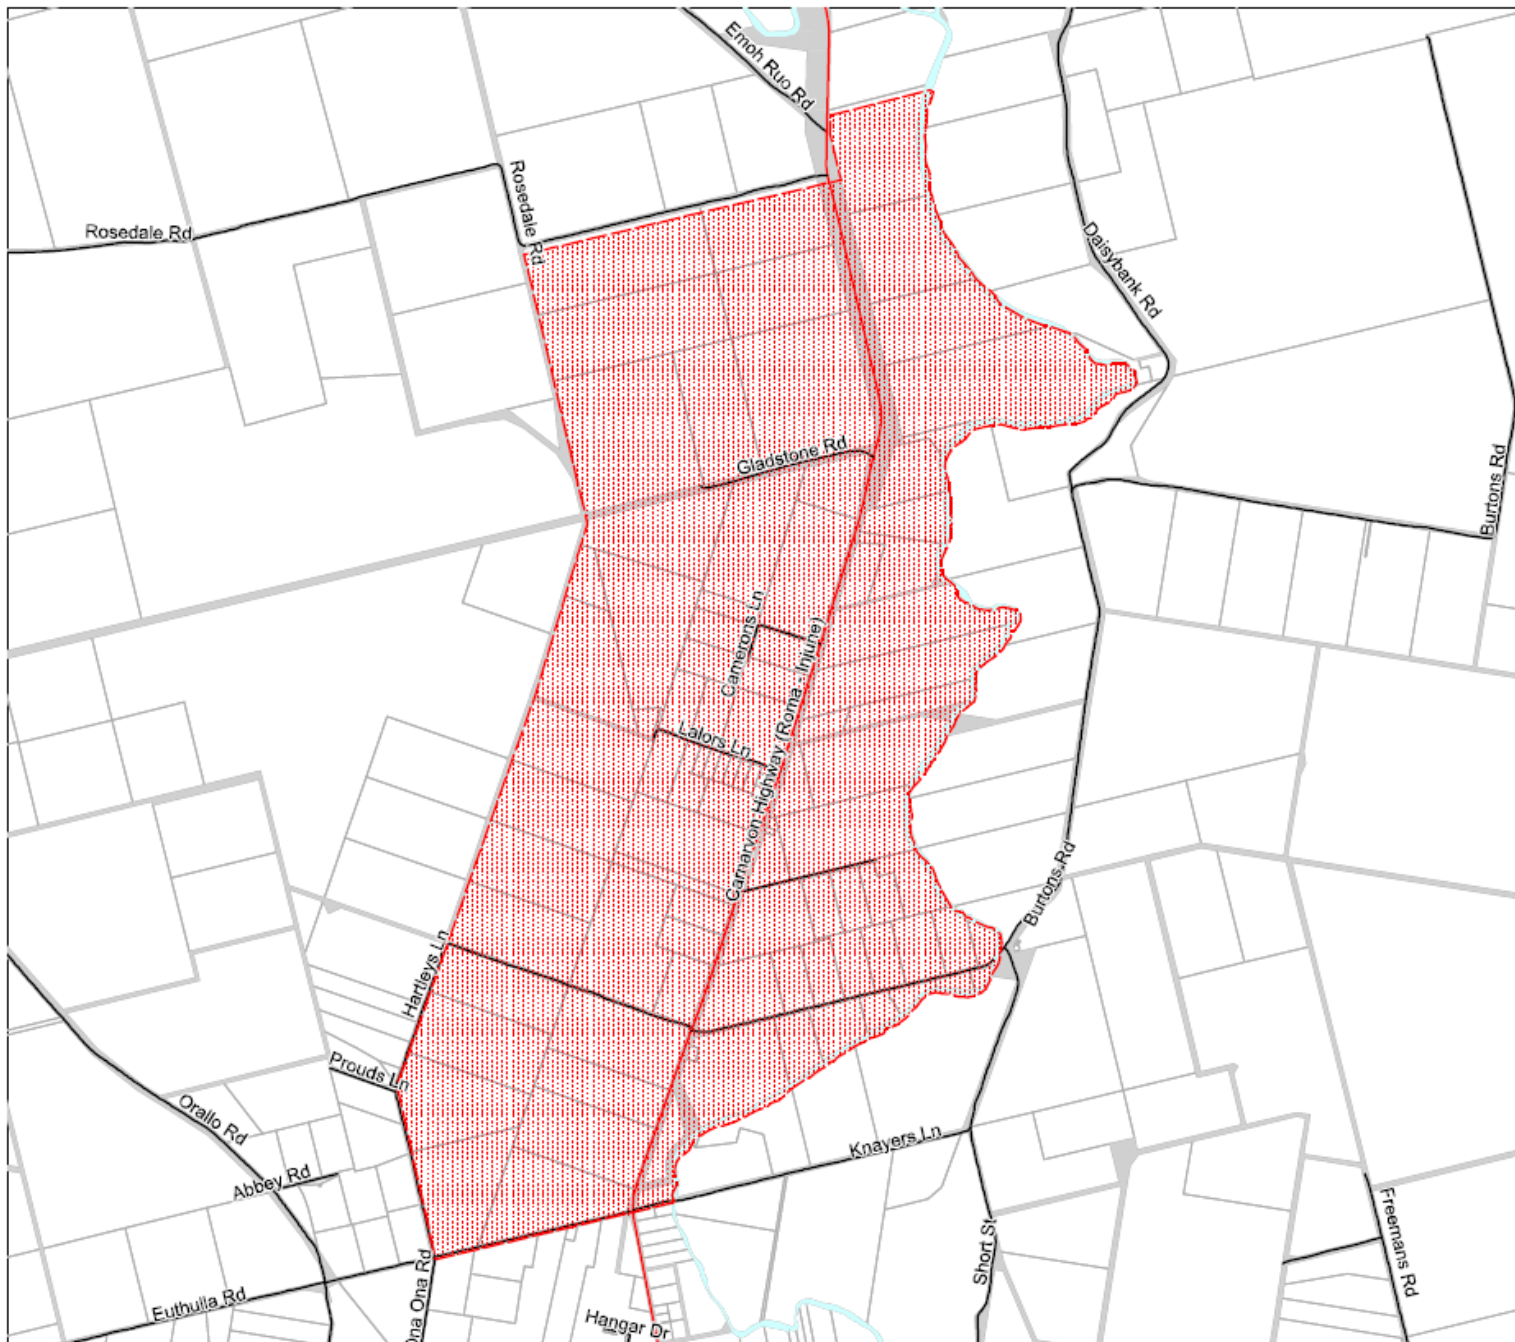 Emoh Ruo Rd
Rosedale Rd
Rosedale Rd
Daisybank Rd
Gladstone Rd
Burtons Rd
Camerons Ln
Carnarvon Highway (Roma - Injune)
Lalors Ln
Burtons Rd
Hartleys Ln
Prouds Ln
Orallo Rd
Knayers Ln
Abbey Rd
Freemans Rd
Short St
Ona Ona Rd
Euthulla Rd
Hangar Dr